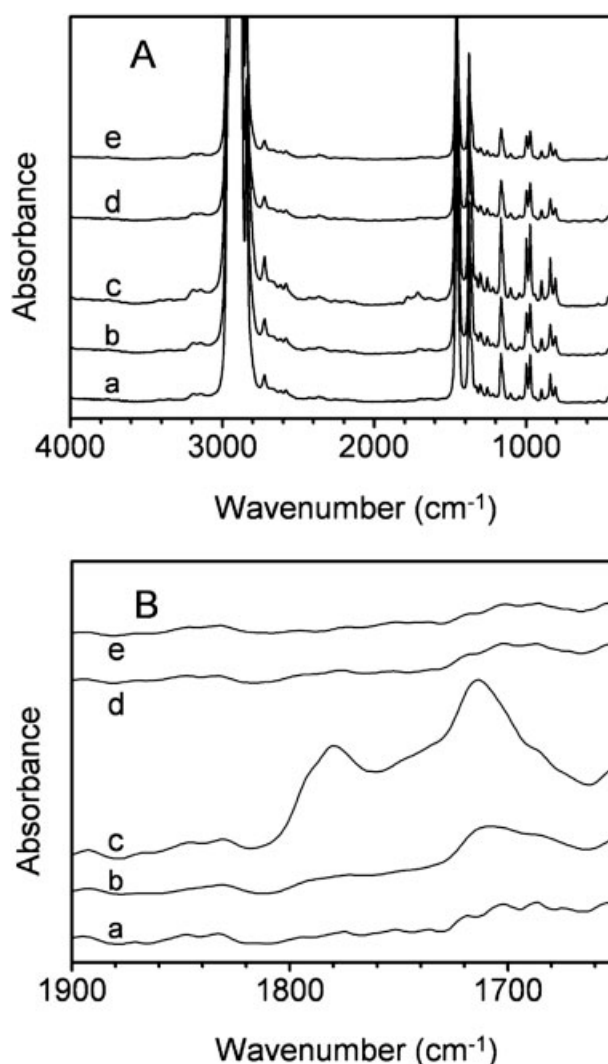 A
e
d
c
b
a
Absorbance
4000 3000 2000 1000
Wavenumber (cm-1)
B
e
d
c
b
a
Absorbance
1900 1800 1700
Wavenumber (cm-1)